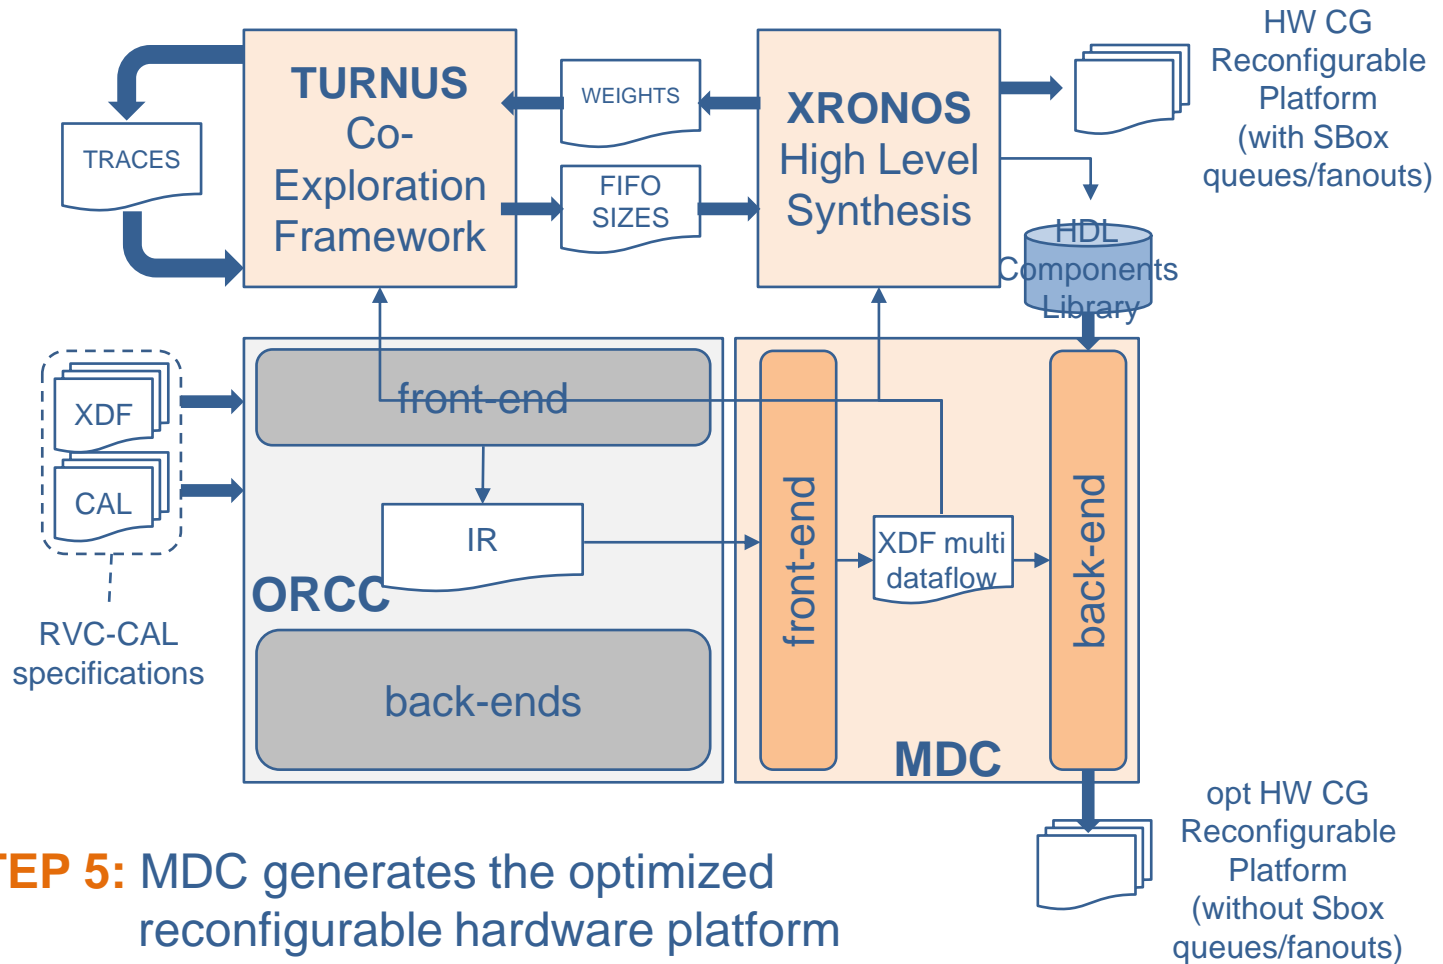 TURNUS
Co-
Exploration
Framework
WEIGHTS
FIFO
SIZES
XRONOS
High Level
Synthesis
HW CG
Reconfigurable
Platform
(with SBox
queues/fanouts)
TRACES
HDL
Components
Library
XDF
CAL
RVC-CAL
specifications
front-end
IR
ORCC
back-ends
front-end
XDF multi
dataflow
back-end
MDC
opt HW CG
Reconfigurable
Platform
(without Sbox
queues/fanouts)
TEP 5: MDC generates the optimized
reconfigurable hardware platform